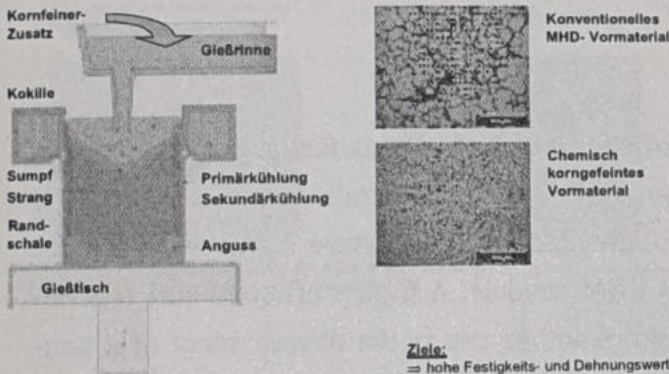 Kornfeiner-
Zusatz
Gießrinne
Kokille
Sumpf
Strang
Rand-
schale
Primärkühlung
Sekundärkühlung
Anguss
Gießtisch
Konventionelles
MHD- Vormaterial
Chemisch
korngefeintes
Vormaterial
Ziele:
⇒ hohe Festigkeits- und Dehnungswert